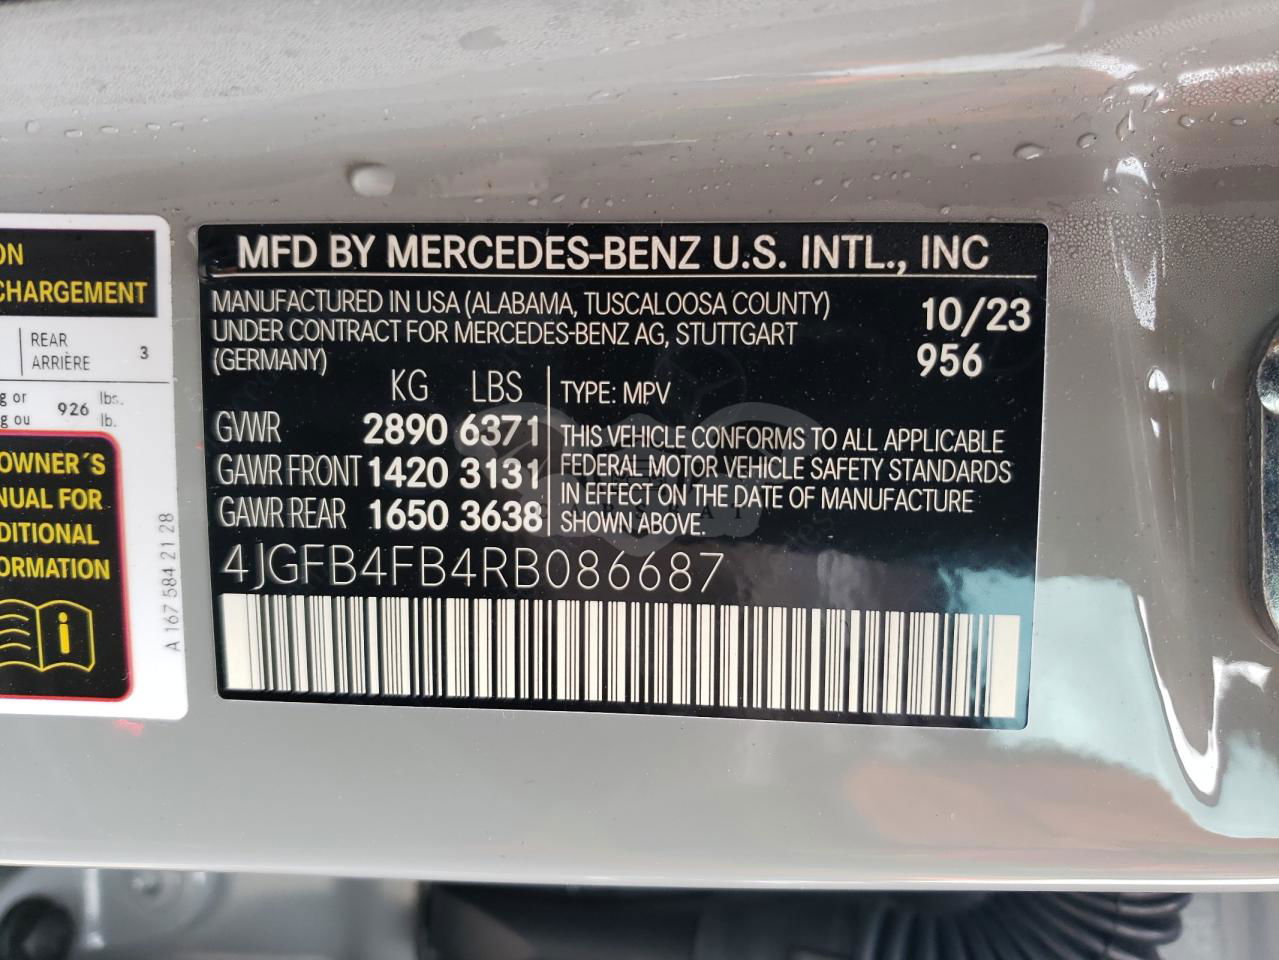 ON
CHARGEMENT
REAR
ARRIÈRE 3
g or 926 lbs.
g ou lb.
OWNER´S
NUAL FOR
DITIONAL
ORMATION
i
A 167 584 21 28
MFD BY MERCEDES-BENZ U.S. INTL., INC
MANUFACTURED IN USA (ALABAMA, TUSCALOOSA COUNTY) 10/23
UNDER CONTRACT FOR MERCEDES-BENZ AG, STUTTGART 956
(GERMANY)
KG LBS
GVWR 2890 6371
GAWR FRONT 1420 3131
GAWR REAR 1650 3638
TYPE: MPV
THIS VEHICLE CONFORMS TO ALL APPLICABLE
FEDERAL MOTOR VEHICLE SAFETY STANDARDS
IN EFFECT ON THE DATE OF MANUFACTURE
SHOWN ABOVE.
4JGFB4FB4RB086687